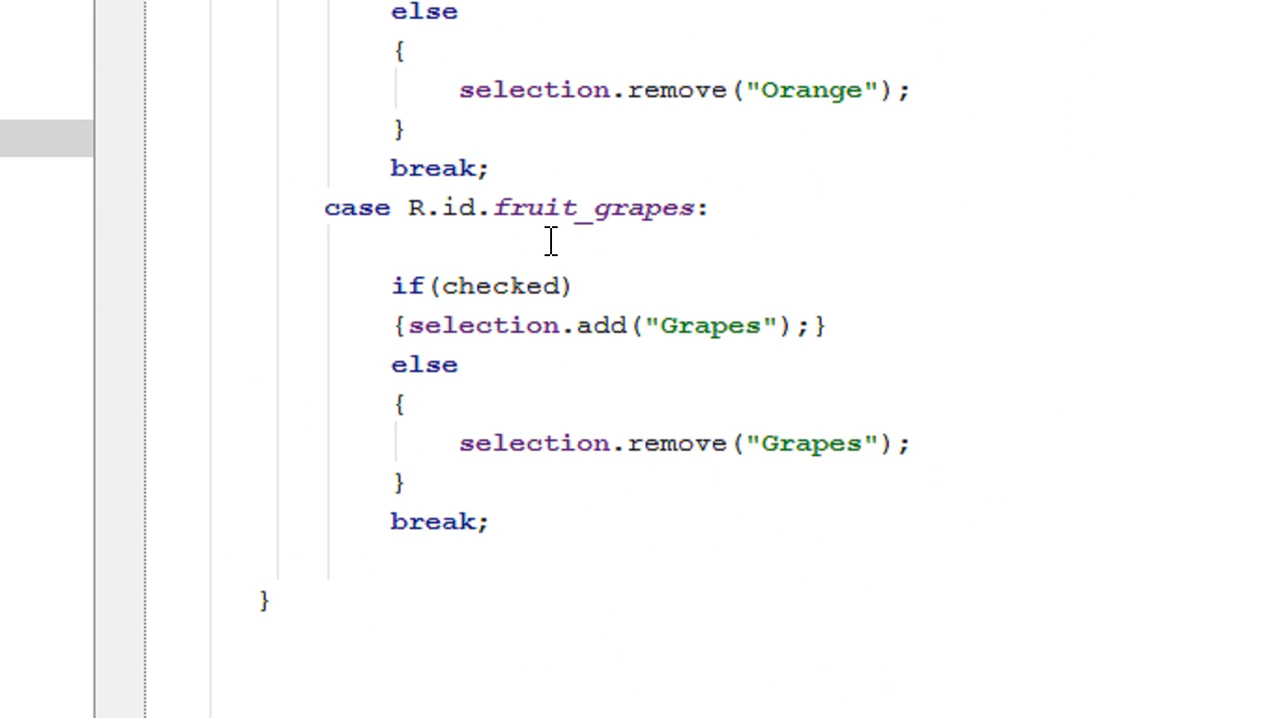 else
{
selection.remove("Orange");
}
break;
case R.id.fruit_grapes:
if(checked)
{selection.add("Grapes");}
else
{
selection.remove("Grapes");
}
break;
}